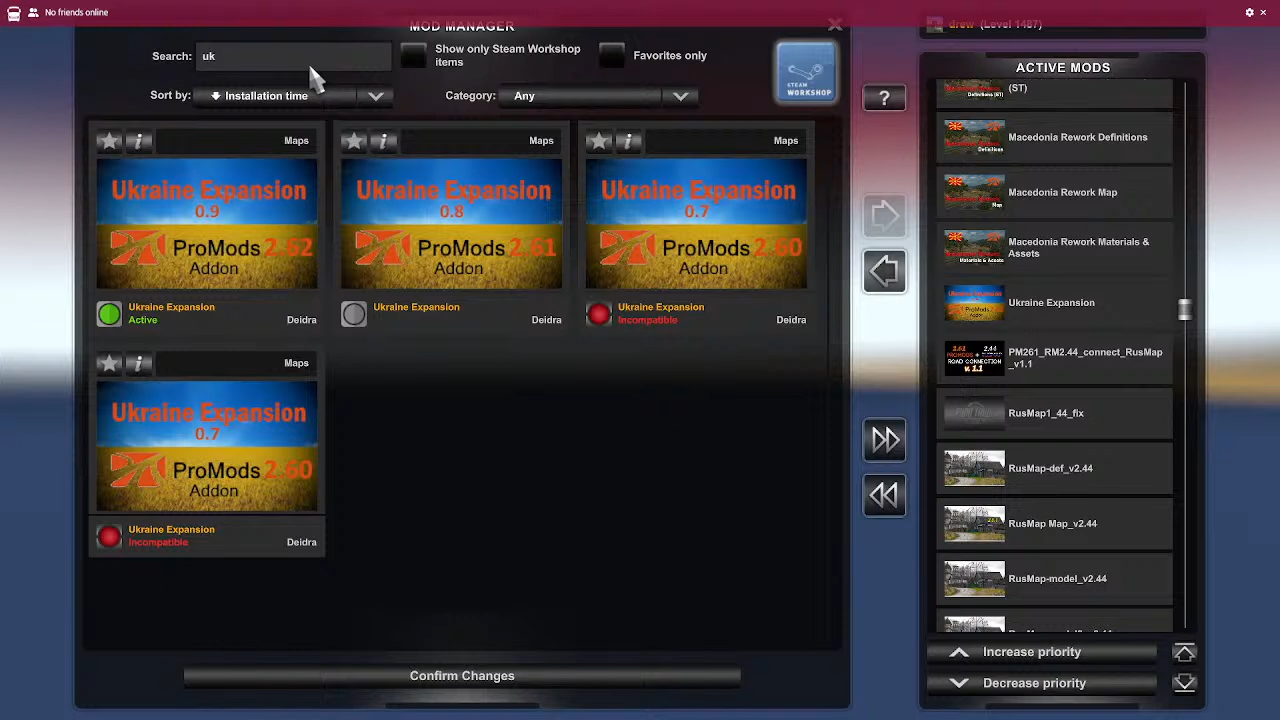 No friends online
MOD MANAGER
drew (Level 1487)
Search: uk
Show only Steam Workshop
items
Favorites only
STEAM
WORKSHOP
Sort by: Installation time
Category: Any
Maps
Ukraine Expansion
0.9
ProMods 2.62
Addon
Ukraine Expansion
Active
Deidra
Maps
Ukraine Expansion
0.8
ProMods 2.61
Addon
Ukraine Expansion
Deidra
Maps
Ukraine Expansion
0.7
ProMods 2.60
Addon
Ukraine Expansion
Incompatible
Deidra
Maps
Ukraine Expansion
0.7
ProMods 2.60
Addon
Ukraine Expansion
Incompatible
Deidra
Confirm Changes
?
ACTIVE MODS
(ST)
Definitions (ST)
Macedonia Rework Definitions
Macedonia Rework Map
Macedonia Rework Materials &
Assets
Ukraine Expansion
PM261_RM2.44_connect_RusMap
_v1.1
RusMap1_44_fix
RusMap-def_v2.44
RusMap Map_v2.44
RusMap-model_v2.44
Increase priority
Decrease priority